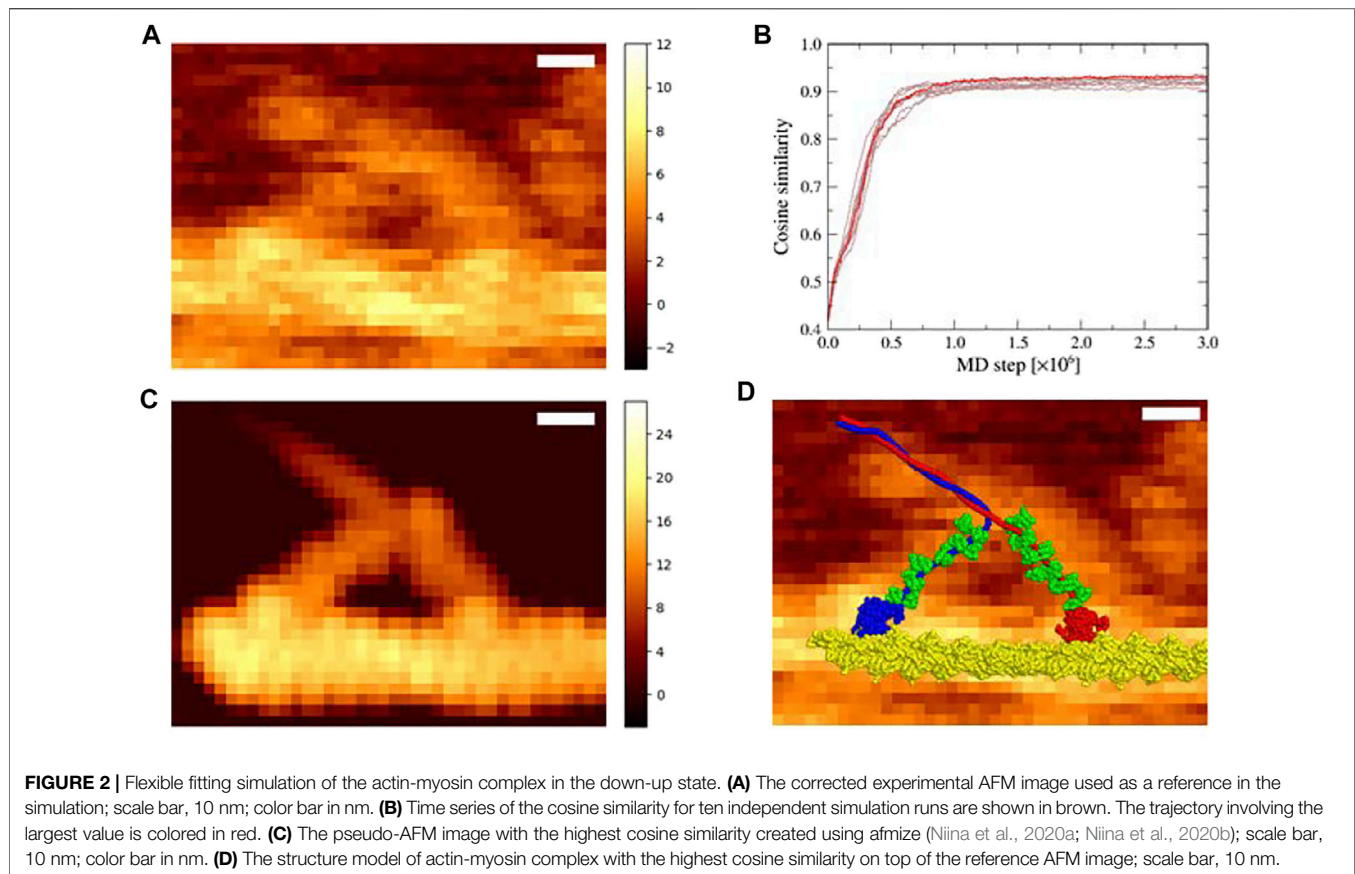 A
12
10
8
6
4
2
0
−2
B
1.0
0.9
0.8
0.7
0.6
0.5
0.4
Cosine similarity
0.0
0.5
1.0
1.5
2.0
2.5
3.0
MD step [×10⁶]
C
24
20
16
12
8
4
0
D
FIGURE 2 | Flexible fitting simulation of the actin-myosin complex in the down-up state. (A) The corrected experimental AFM image used as a reference in the
simulation; scale bar, 10 nm; color bar in nm. (B) Time series of the cosine similarity for ten independent simulation runs are shown in brown. The trajectory involving the
largest value is colored in red. (C) The pseudo-AFM image with the highest cosine similarity created using afmize (Niina et al., 2020a; Niina et al., 2020b); scale bar,
10 nm; color bar in nm. (D) The structure model of actin-myosin complex with the highest cosine similarity on top of the reference AFM image; scale bar, 10 nm.